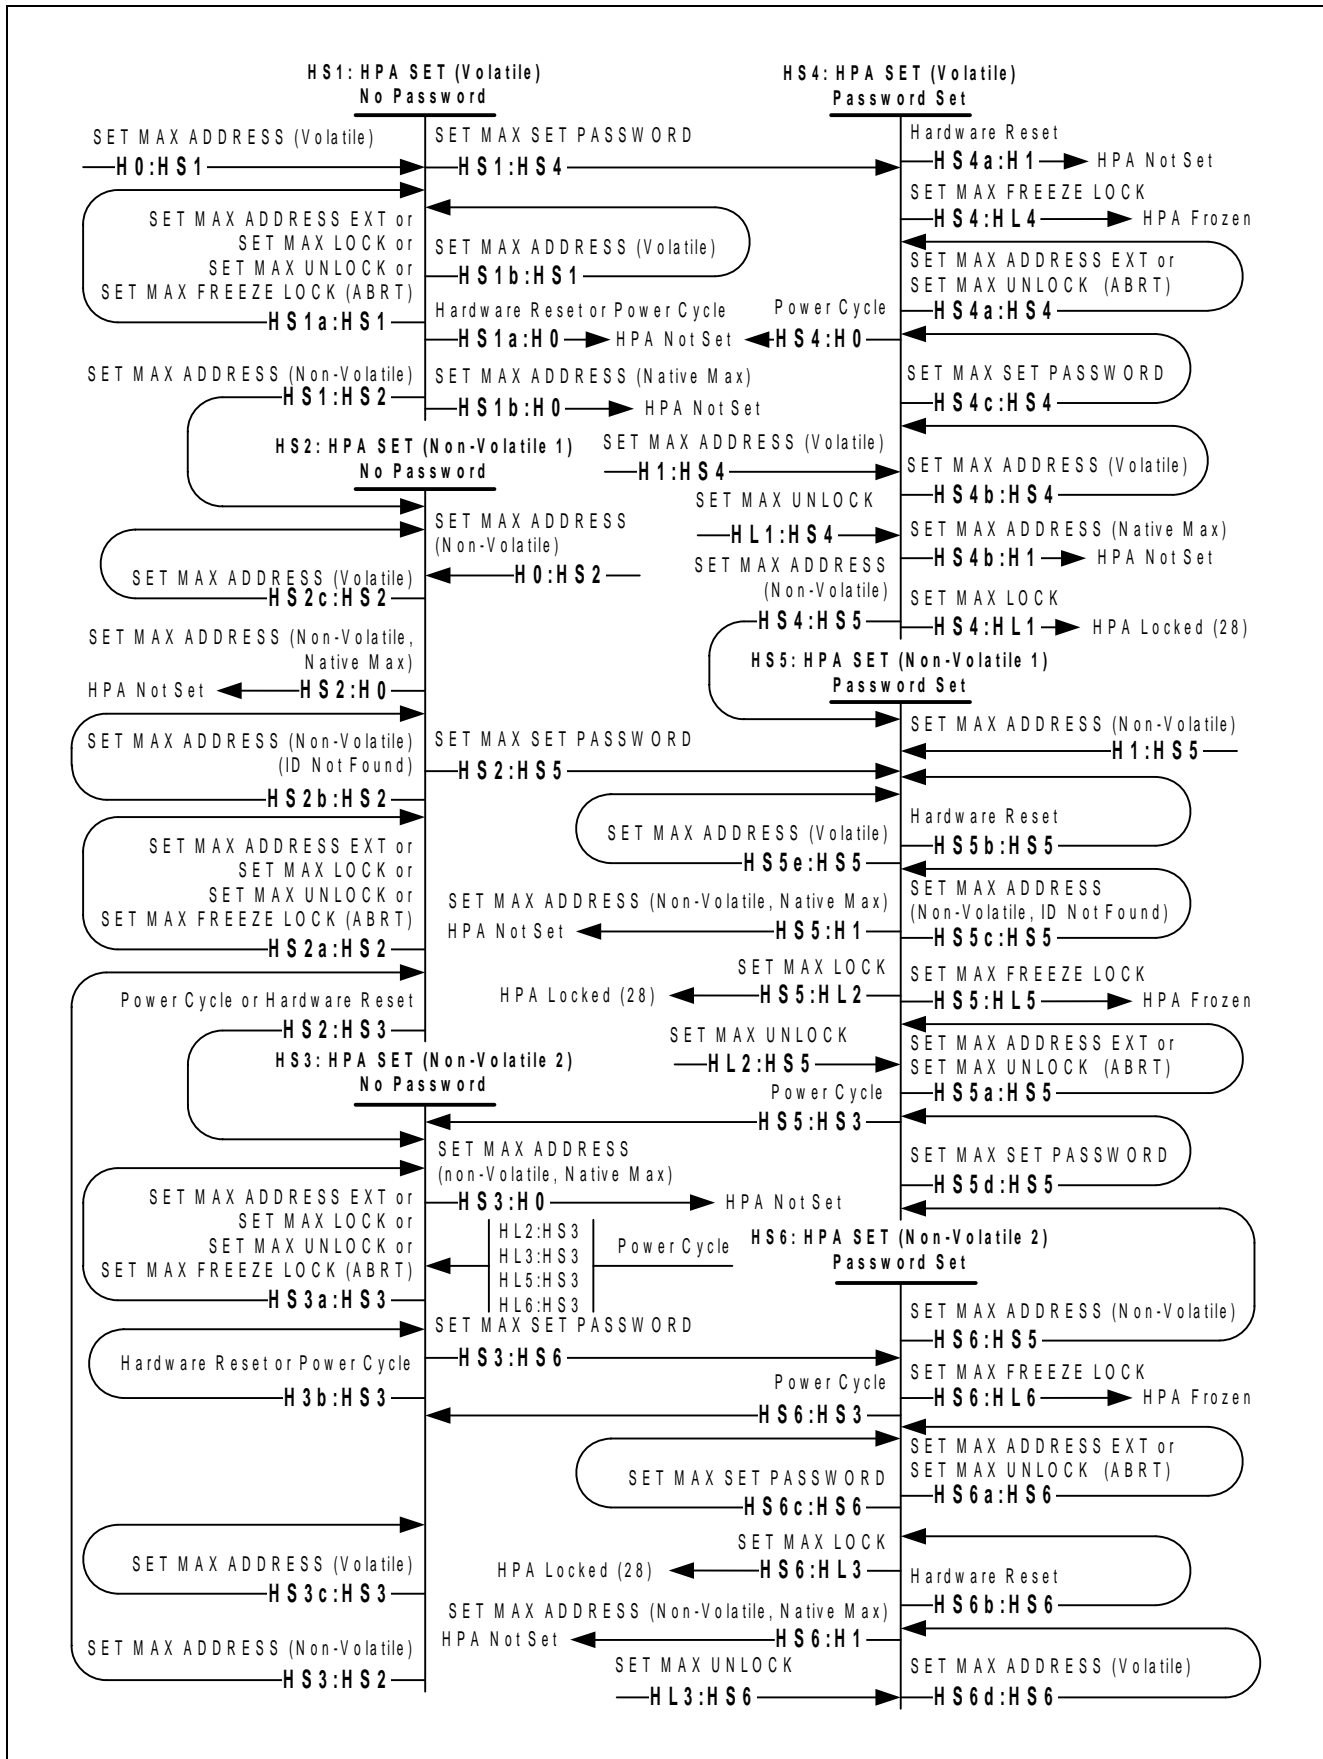 HS1: HPA SET (Volatile)
No Password
SET MAX ADDRESS (Volatile)
H0:HS1
SET MAX SET PASSWORD
HS1:HS4
SET MAX ADDRESS EXT or
SET MAX LOCK or
SET MAX UNLOCK or
SET MAX FREEZE LOCK (ABRT)
HS1a:HS1
SET MAX ADDRESS (Volatile)
HS1b:HS1
Hardware Reset or Power Cycle
HS1a:H0
HPA Not Set
SET MAX ADDRESS (Non-Volatile)
HS1:HS2
SET MAX ADDRESS (Native Max)
HS1b:H0
HPA Not Set
HS2: HPA SET (Non-Volatile 1)
No Password
SET MAX ADDRESS
(Non-Volatile)
H0:HS2
SET MAX ADDRESS (Volatile)
HS2c:HS2
SET MAX ADDRESS (Non-Volatile,
Native Max)
HPA Not Set
HS2:H0
SET MAX ADDRESS (Non-Volatile)
(ID Not Found)
HS2b:HS2
SET MAX SET PASSWORD
HS2:HS5
SET MAX ADDRESS EXT or
SET MAX LOCK or
SET MAX UNLOCK or
SET MAX FREEZE LOCK (ABRT)
HS2a:HS2
Power Cycle or Hardware Reset
HS2:HS3
HS3: HPA SET (Non-Volatile 2)
No Password
SET MAX ADDRESS
(non-Volatile, Native Max)
HS3:H0
HPA Not Set
SET MAX ADDRESS EXT or
SET MAX LOCK or
SET MAX UNLOCK or
SET MAX FREEZE LOCK (ABRT)
HS3a:HS3
HL2:HS3
HL3:HS3
HL5:HS3
HL6:HS3
Power Cycle
SET MAX SET PASSWORD
HS3:HS6
Hardware Reset or Power Cycle
H3b:HS3
SET MAX ADDRESS (Volatile)
HS3c:HS3
SET MAX ADDRESS (Non-Volatile)
HS3:HS2
HS4: HPA SET (Volatile)
Password Set
Hardware Reset
HS4a:H1
HPA Not Set
SET MAX FREEZE LOCK
HS4:HL4
HPA Frozen
SET MAX ADDRESS EXT or
SET MAX UNLOCK (ABRT)
HS4a:HS4
Power Cycle
HS4:H0
SET MAX SET PASSWORD
HS4c:HS4
SET MAX ADDRESS (Volatile)
H1:HS4
SET MAX ADDRESS (Volatile)
HS4b:HS4
SET MAX UNLOCK
HL1:HS4
SET MAX ADDRESS (Native Max)
HS4b:H1
HPA Not Set
SET MAX ADDRESS
(Non-Volatile)
HS4:HS5
SET MAX LOCK
HS4:HL1
HPA Locked (28)
HS5: HPA SET (Non-Volatile 1)
Password Set
SET MAX ADDRESS (Non-Volatile)
H1:HS5
Hardware Reset
HS5b:HS5
SET MAX ADDRESS (Volatile)
HS5e:HS5
SET MAX ADDRESS
(Non-Volatile, ID Not Found)
HS5c:HS5
SET MAX ADDRESS (Non-Volatile, Native Max)
HPA Not Set
HS5:H1
SET MAX LOCK
HPA Locked (28)
HS5:HL2
SET MAX FREEZE LOCK
HS5:HL5
HPA Frozen
SET MAX UNLOCK
HL2:HS5
SET MAX ADDRESS EXT or
SET MAX UNLOCK (ABRT)
HS5a:HS5
Power Cycle
HS5:HS3
SET MAX SET PASSWORD
HS5d:HS5
HS6: HPA SET (Non-Volatile 2)
Password Set
SET MAX ADDRESS (Non-Volatile)
HS6:HS5
SET MAX FREEZE LOCK
HS6:HL6
HPA Frozen
Power Cycle
HS6:HS3
SET MAX ADDRESS EXT or
SET MAX UNLOCK (ABRT)
HS6a:HS6
SET MAX SET PASSWORD
HS6c:HS6
SET MAX LOCK
HPA Locked (28)
HS6:HL3
Hardware Reset
HS6b:HS6
SET MAX ADDRESS (Non-Volatile, Native Max)
HPA Not Set
HS6:H1
SET MAX UNLOCK
HL3:HS6
SET MAX ADDRESS (Volatile)
HS6d:HS6